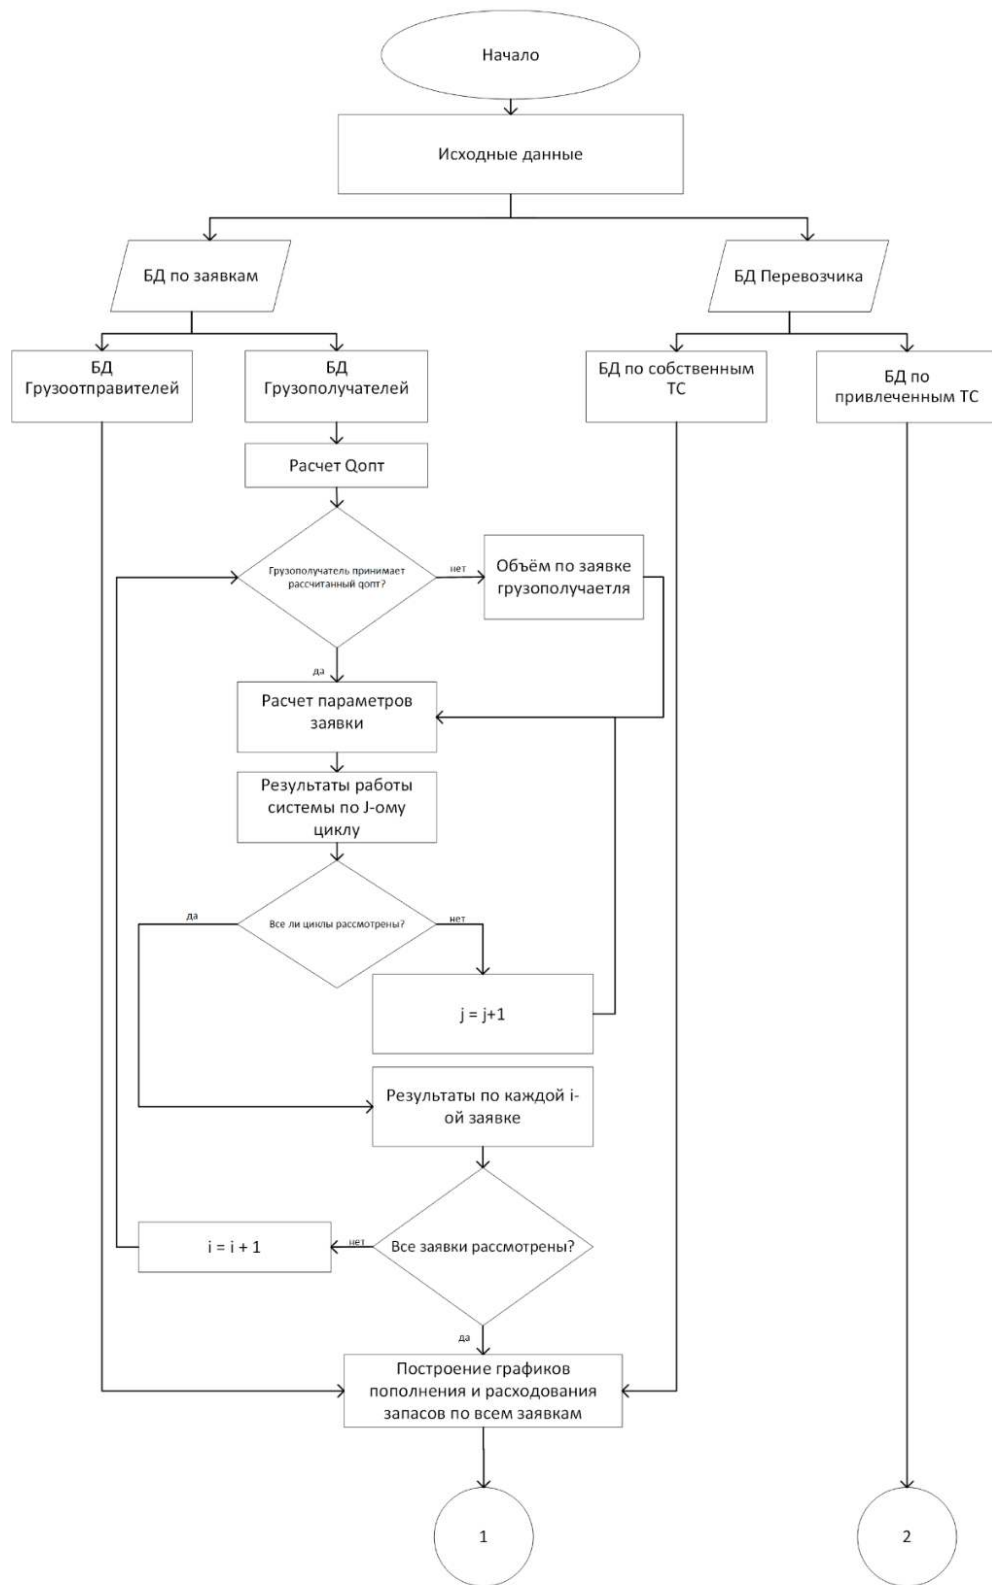 Начало
Исходные данные
БД по заявкам
БД Перевозчика
БД
Грузоотправителей
БД
Грузополучателей
БД по собственным
ТС
БД по
привлеченным ТС
Расчет Qопт
Грузополучатель принимает
рассчитанный qопт?
нет
Объём по заявке
грузополучаетля
да
Расчет параметров
заявки
Результаты работы
системы по J-ому
циклу
да
Все ли циклы рассмотрены?
нет
j = j+1
Результаты по каждой i-
ой заявке
i = i + 1
нет
Все заявки рассмотрены?
да
Построение графиков
пополнения и расходования
запасов по всем заявкам
1
2